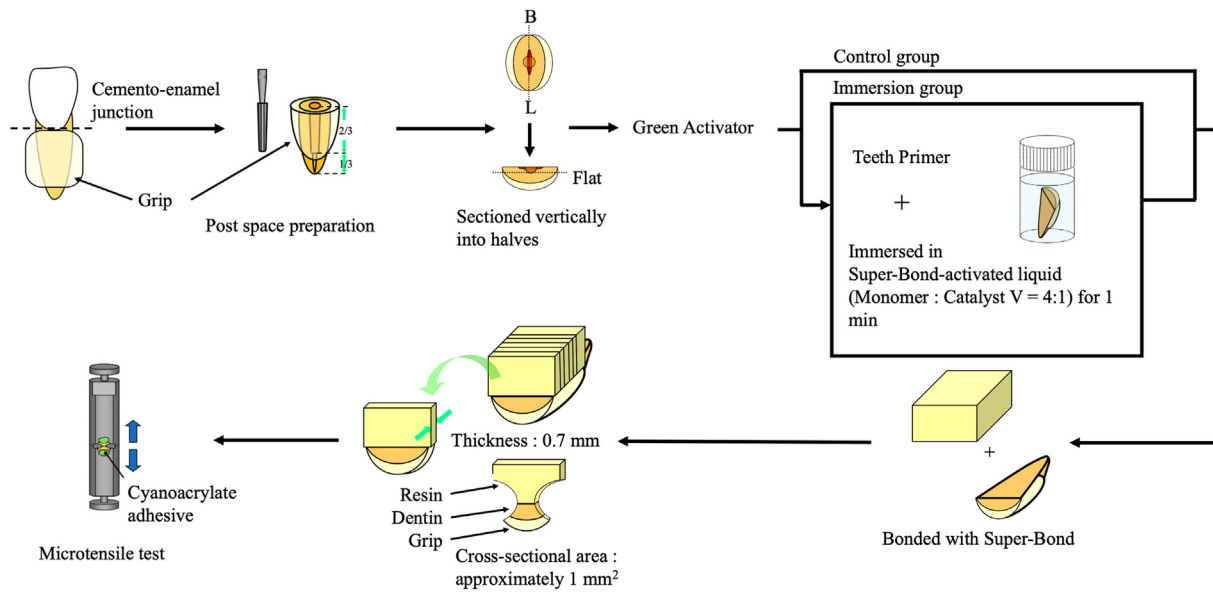 Cemento-enamel
junction
Grip
2/3
1/3
Post space preparation
B
L
Flat
Sectioned vertically
into halves
Green Activator
Control group
Immersion group
Teeth Primer
+
Immersed in
Super-Bond-activated liquid
(Monomer : Catalyst V = 4:1) for 1
min
+
Bonded with Super-Bond
Thickness : 0.7 mm
Resin
Dentin
Grip
Cross-sectional area :
approximately 1 mm²
Cyanoacrylate
adhesive
Microtensile test